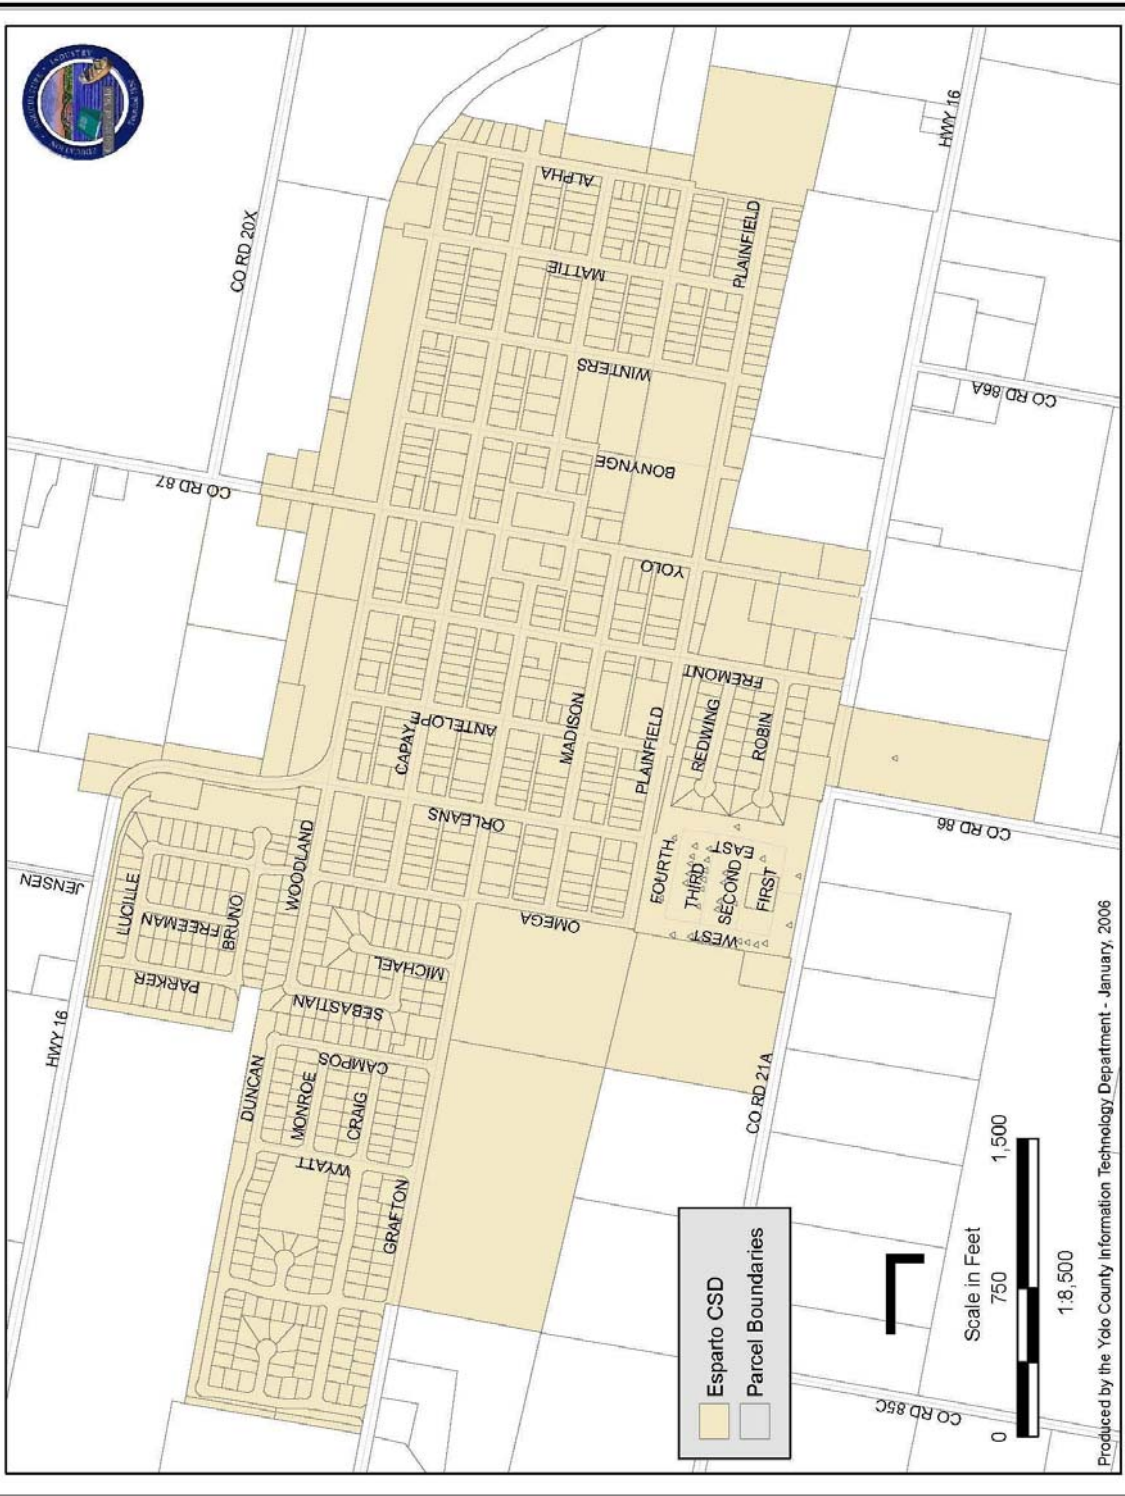 HWY 16
JENSEN
LUCILLE
FREEMAN
PARKER
BRUNO
WOODLAND
DUNCAN
MONROE
CRAIG
WYATT
GRAFTON
CAMPOS
SEBASTIAN
MICHAEL
OMEGA
ORLEANS
ANTELOPE
CAPAY
MADISON
PLAINFIELD
FREMONT
REDWING
ROBIN
FOURTH
THIRD
SECOND
FIRST
EAST
WEST
YOLO
BONYNGE
WINTERS
MATTIE
ALPHA
PLAINFIELD
CO RD 87
CO RD 20X
HWY 16
CO RD 86A
CO RD 86
CO RD 21A
CO RD 85C
Esparto CSD
Parcel Boundaries
Scale in Feet
0 750 1,500
1:8,500
Produced by the Yolo County Information Technology Department - January, 2006
INDUSTRY
AGRICULTURE
EDUCATION